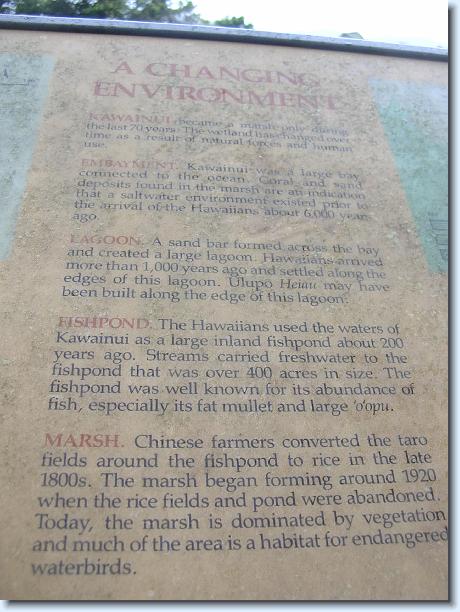 A CHANGING
ENVIRONMENT
KAWAINUI became a marsh only during
the last 70 years. The wetland has changed over
time as a result of natural forces and human
use.
EMBAYMENT. Kawainui was a large bay
connected to the ocean. Coral and sand
deposits found in the marsh are an indication
that a saltwater environment existed prior to
the arrival of the Hawaiians about 6,000 year
ago.
LAGOON. A sand bar formed across the bay
and created a large lagoon. Hawaiians arrived
more than 1,000 years ago and settled along the
edges of this lagoon. Ulupo Heiau may have
been built along the edge of this lagoon.
FISHPOND. The Hawaiians used the waters of
Kawainui as a large inland fishpond about 200
years ago. Streams carried freshwater to the
fishpond that was over 400 acres in size. The
fishpond was well known for its abundance of
fish, especially its fat mullet and large 'o'opu.
MARSH. Chinese farmers converted the taro
fields around the fishpond to rice in the late
1800s. The marsh began forming around 1920
when the rice fields and pond were abandoned.
Today, the marsh is dominated by vegetation
and much of the area is a habitat for endangered
waterbirds.